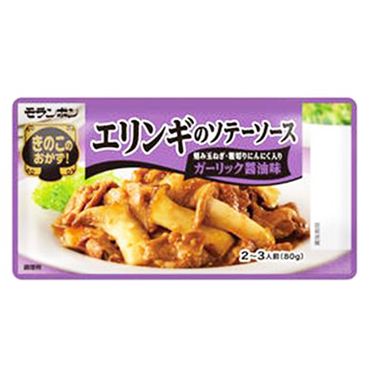 モランボン
きのこの
おかず!
エリンギのソテーソース
刻み玉ねぎ・粗切りにんにく入り
ガーリック醤油味
2〜3人前(80g)
調理例